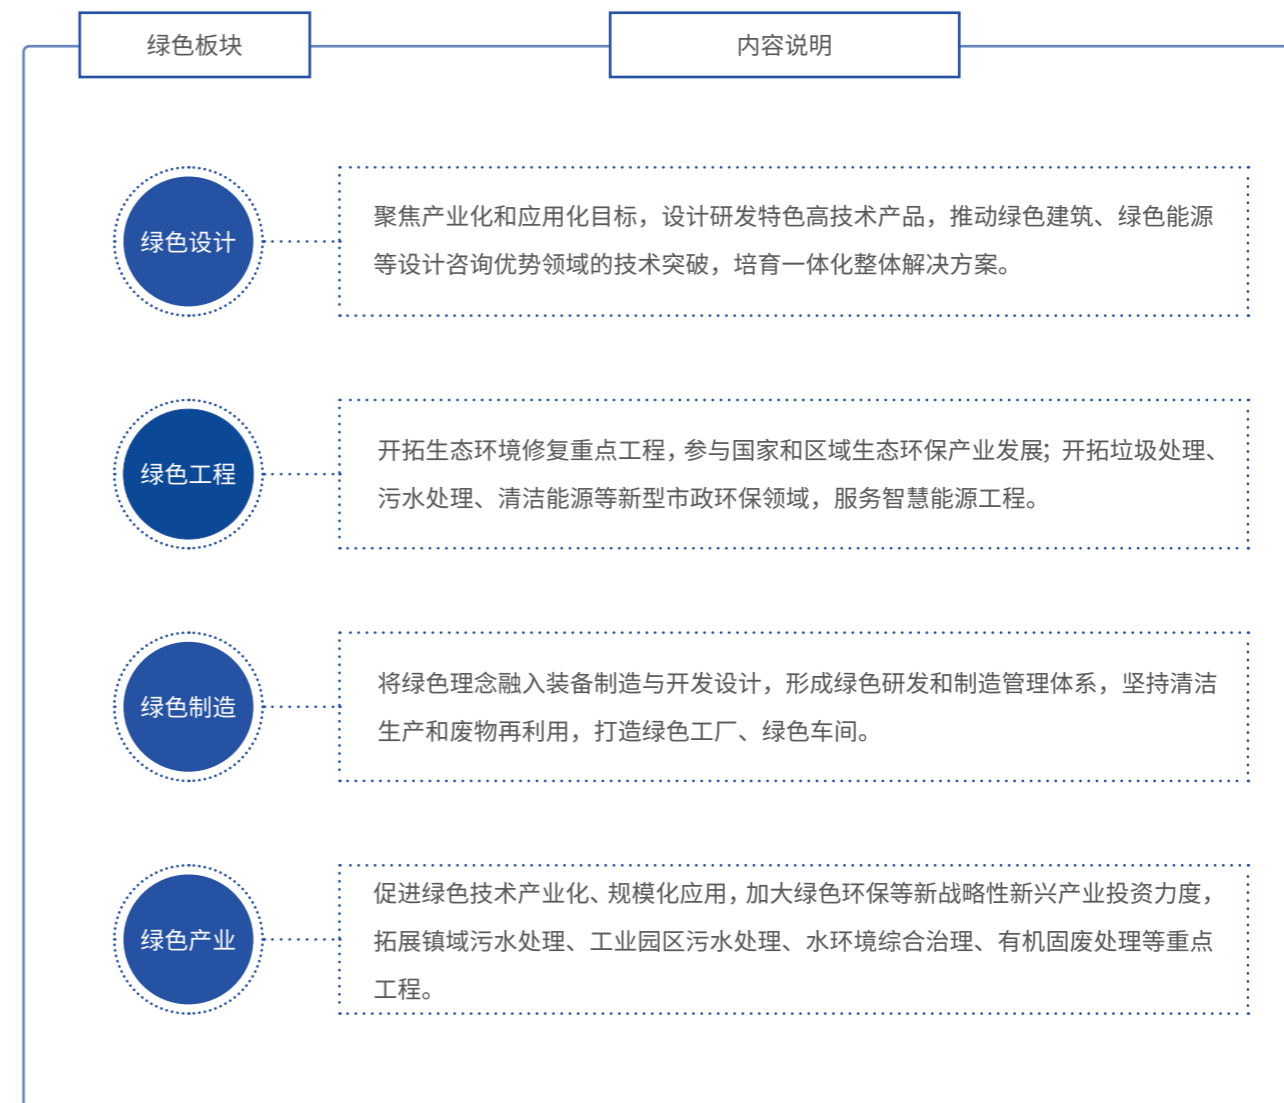 绿色板块
内容说明
绿色设计
聚焦产业化和应用化目标，设计研发特色高技术产品，推动绿色建筑、绿色能源
等设计咨询优势领域的技术突破，培育一体化整体解决方案。
绿色工程
开拓生态环境修复重点工程，参与国家和区域生态环保产业发展；开拓垃圾处理、
污水处理、清洁能源等新型市政环保领域，服务智慧能源工程。
绿色制造
将绿色理念融入装备制造与开发设计，形成绿色研发和制造管理体系，坚持清洁
生产和废物再利用，打造绿色工厂、绿色车间。
绿色产业
促进绿色技术产业化、规模化应用，加大绿色环保等新战略性新兴产业投资力度，
拓展镇域污水处理、工业园区污水处理、水环境综合治理、有机固废处理等重点
工程。